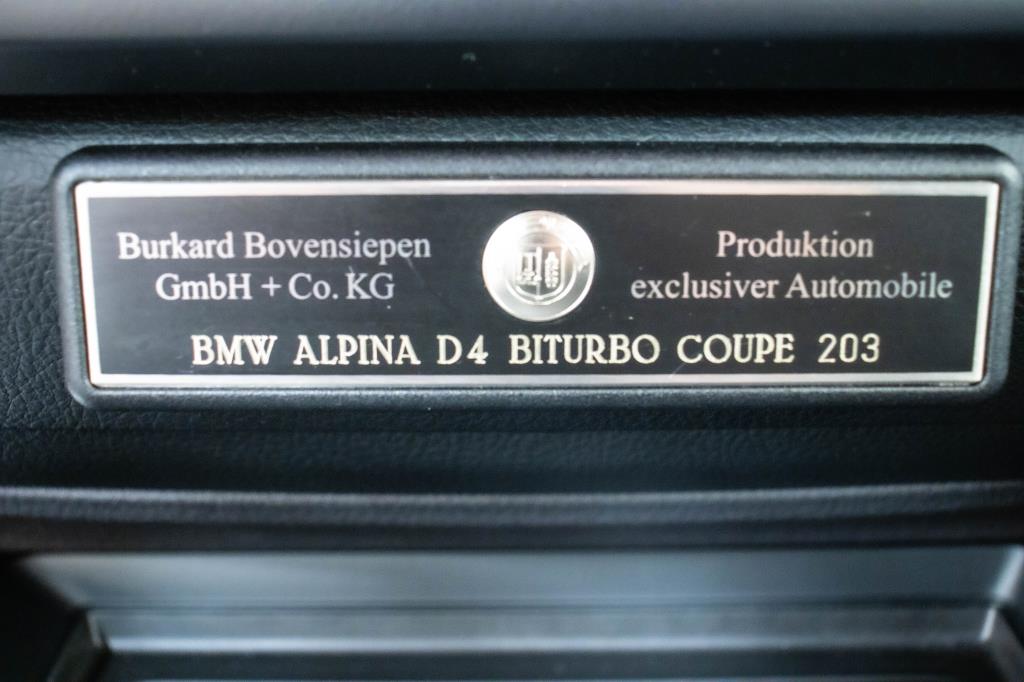 Burkard Bovensiepen
GmbH + Co. KG
Produktion
exclusiver Automobile
BMW ALPINA D4 BITURBO COUPE 203